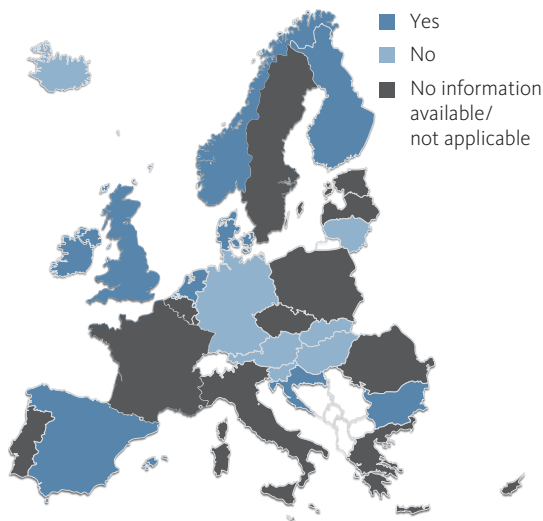 Yes
No
No information
available/
not applicable